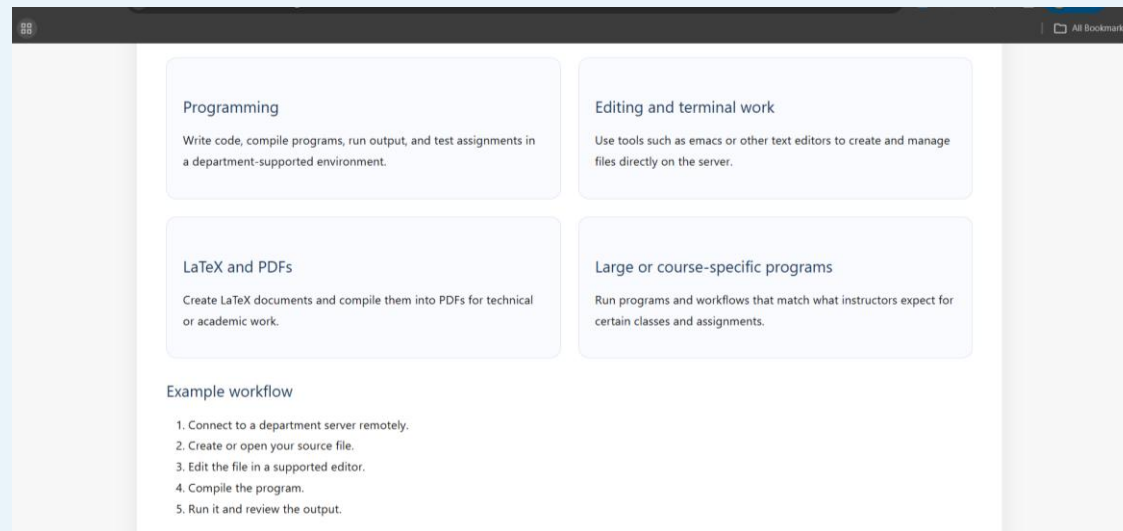 All Bookmark
Programming
Write code, compile programs, run output, and test assignments in
a department-supported environment.
Editing and terminal work
Use tools such as emacs or other text editors to create and manage
files directly on the server.
LaTeX and PDFs
Create LaTeX documents and compile them into PDFs for technical
or academic work.
Large or course-specific programs
Run programs and workflows that match what instructors expect for
certain classes and assignments.
Example workflow
1. Connect to a department server remotely.
2. Create or open your source file.
3. Edit the file in a supported editor.
4. Compile the program.
5. Run it and review the output.